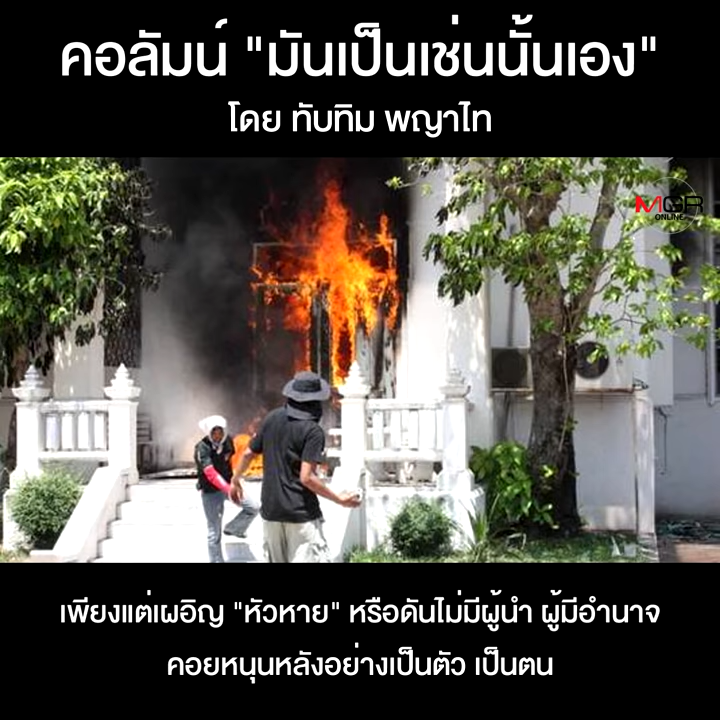 คอลัมน์ "มันเป็นเช่นนั้นเอง"
โดย ทับทิม พญาไท
MGR
ONLINE
เพียงแต่เผอิญ "หัวหาย" หรือดันไม่มีผู้นำ ผู้มีอำนาจ
คอยหนุนหลังอย่างเป็นตัว เป็นตน